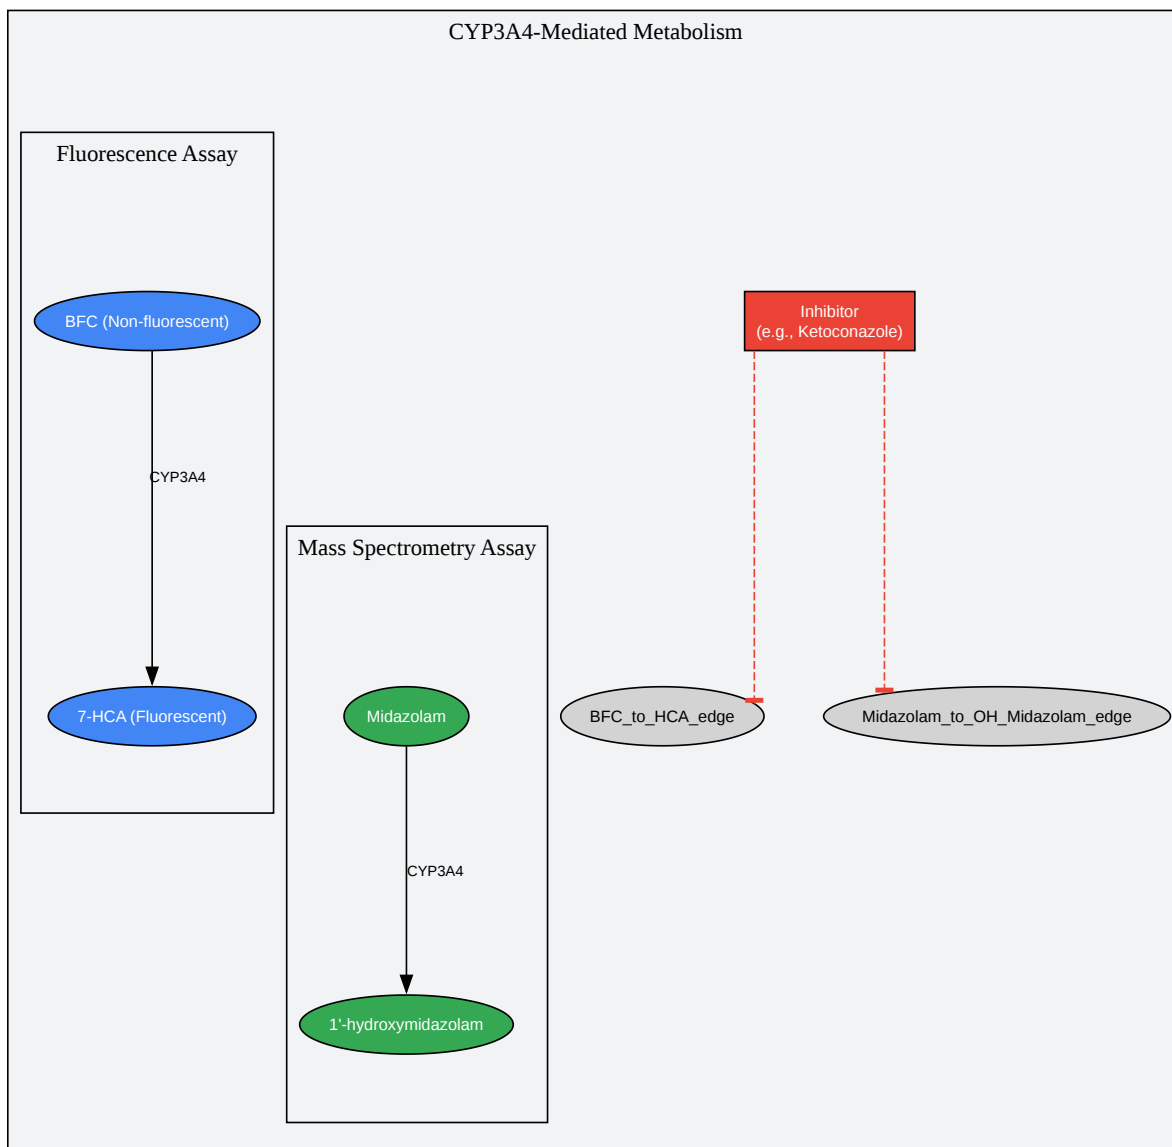 CYP3A4-Mediated Metabolism
Fluorescence Assay
BFC (Non-fluorescent)
CYP3A4
7-HCA (Fluorescent)
Mass Spectrometry Assay
Midazolam
CYP3A4
1'-hydroxymidazolam
Inhibitor
(e.g., Ketoconazole)
BFC_to_HCA_edge
Midazolam_to_OH_Midazolam_edge